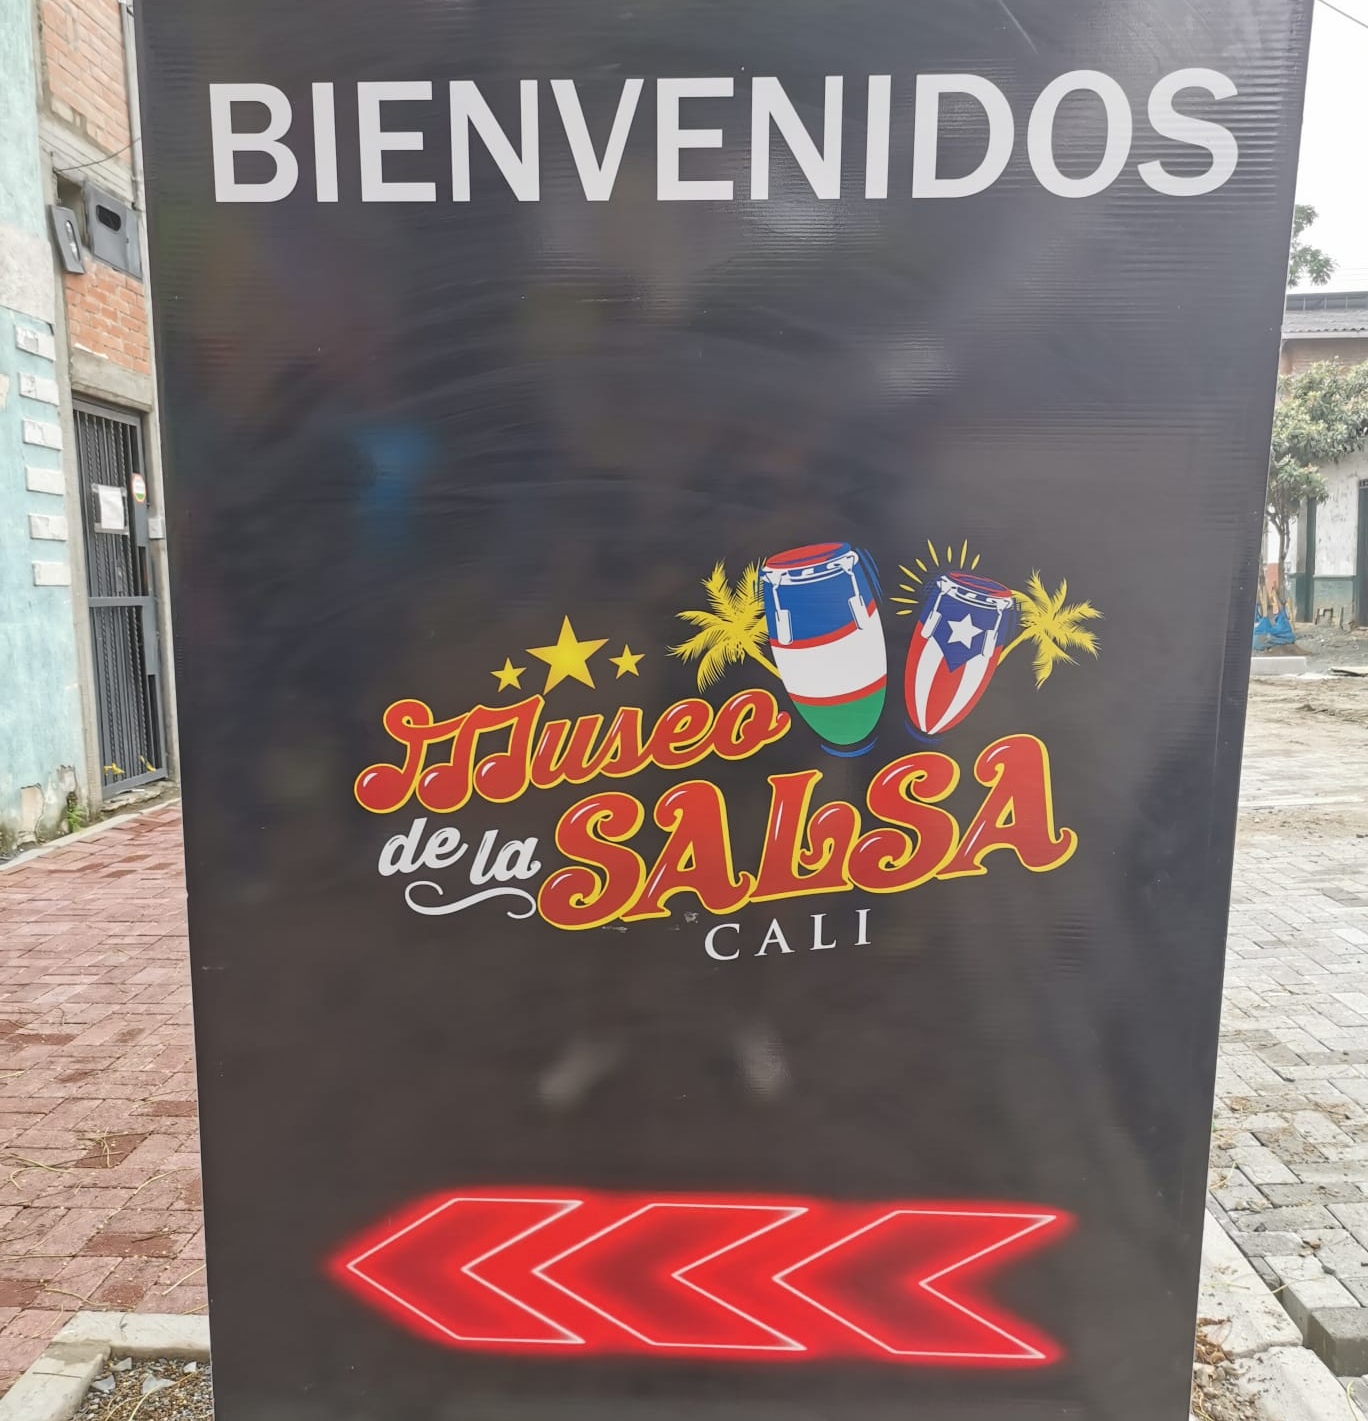 BIENVENIDOS
Museo
de la SALSA
CALI